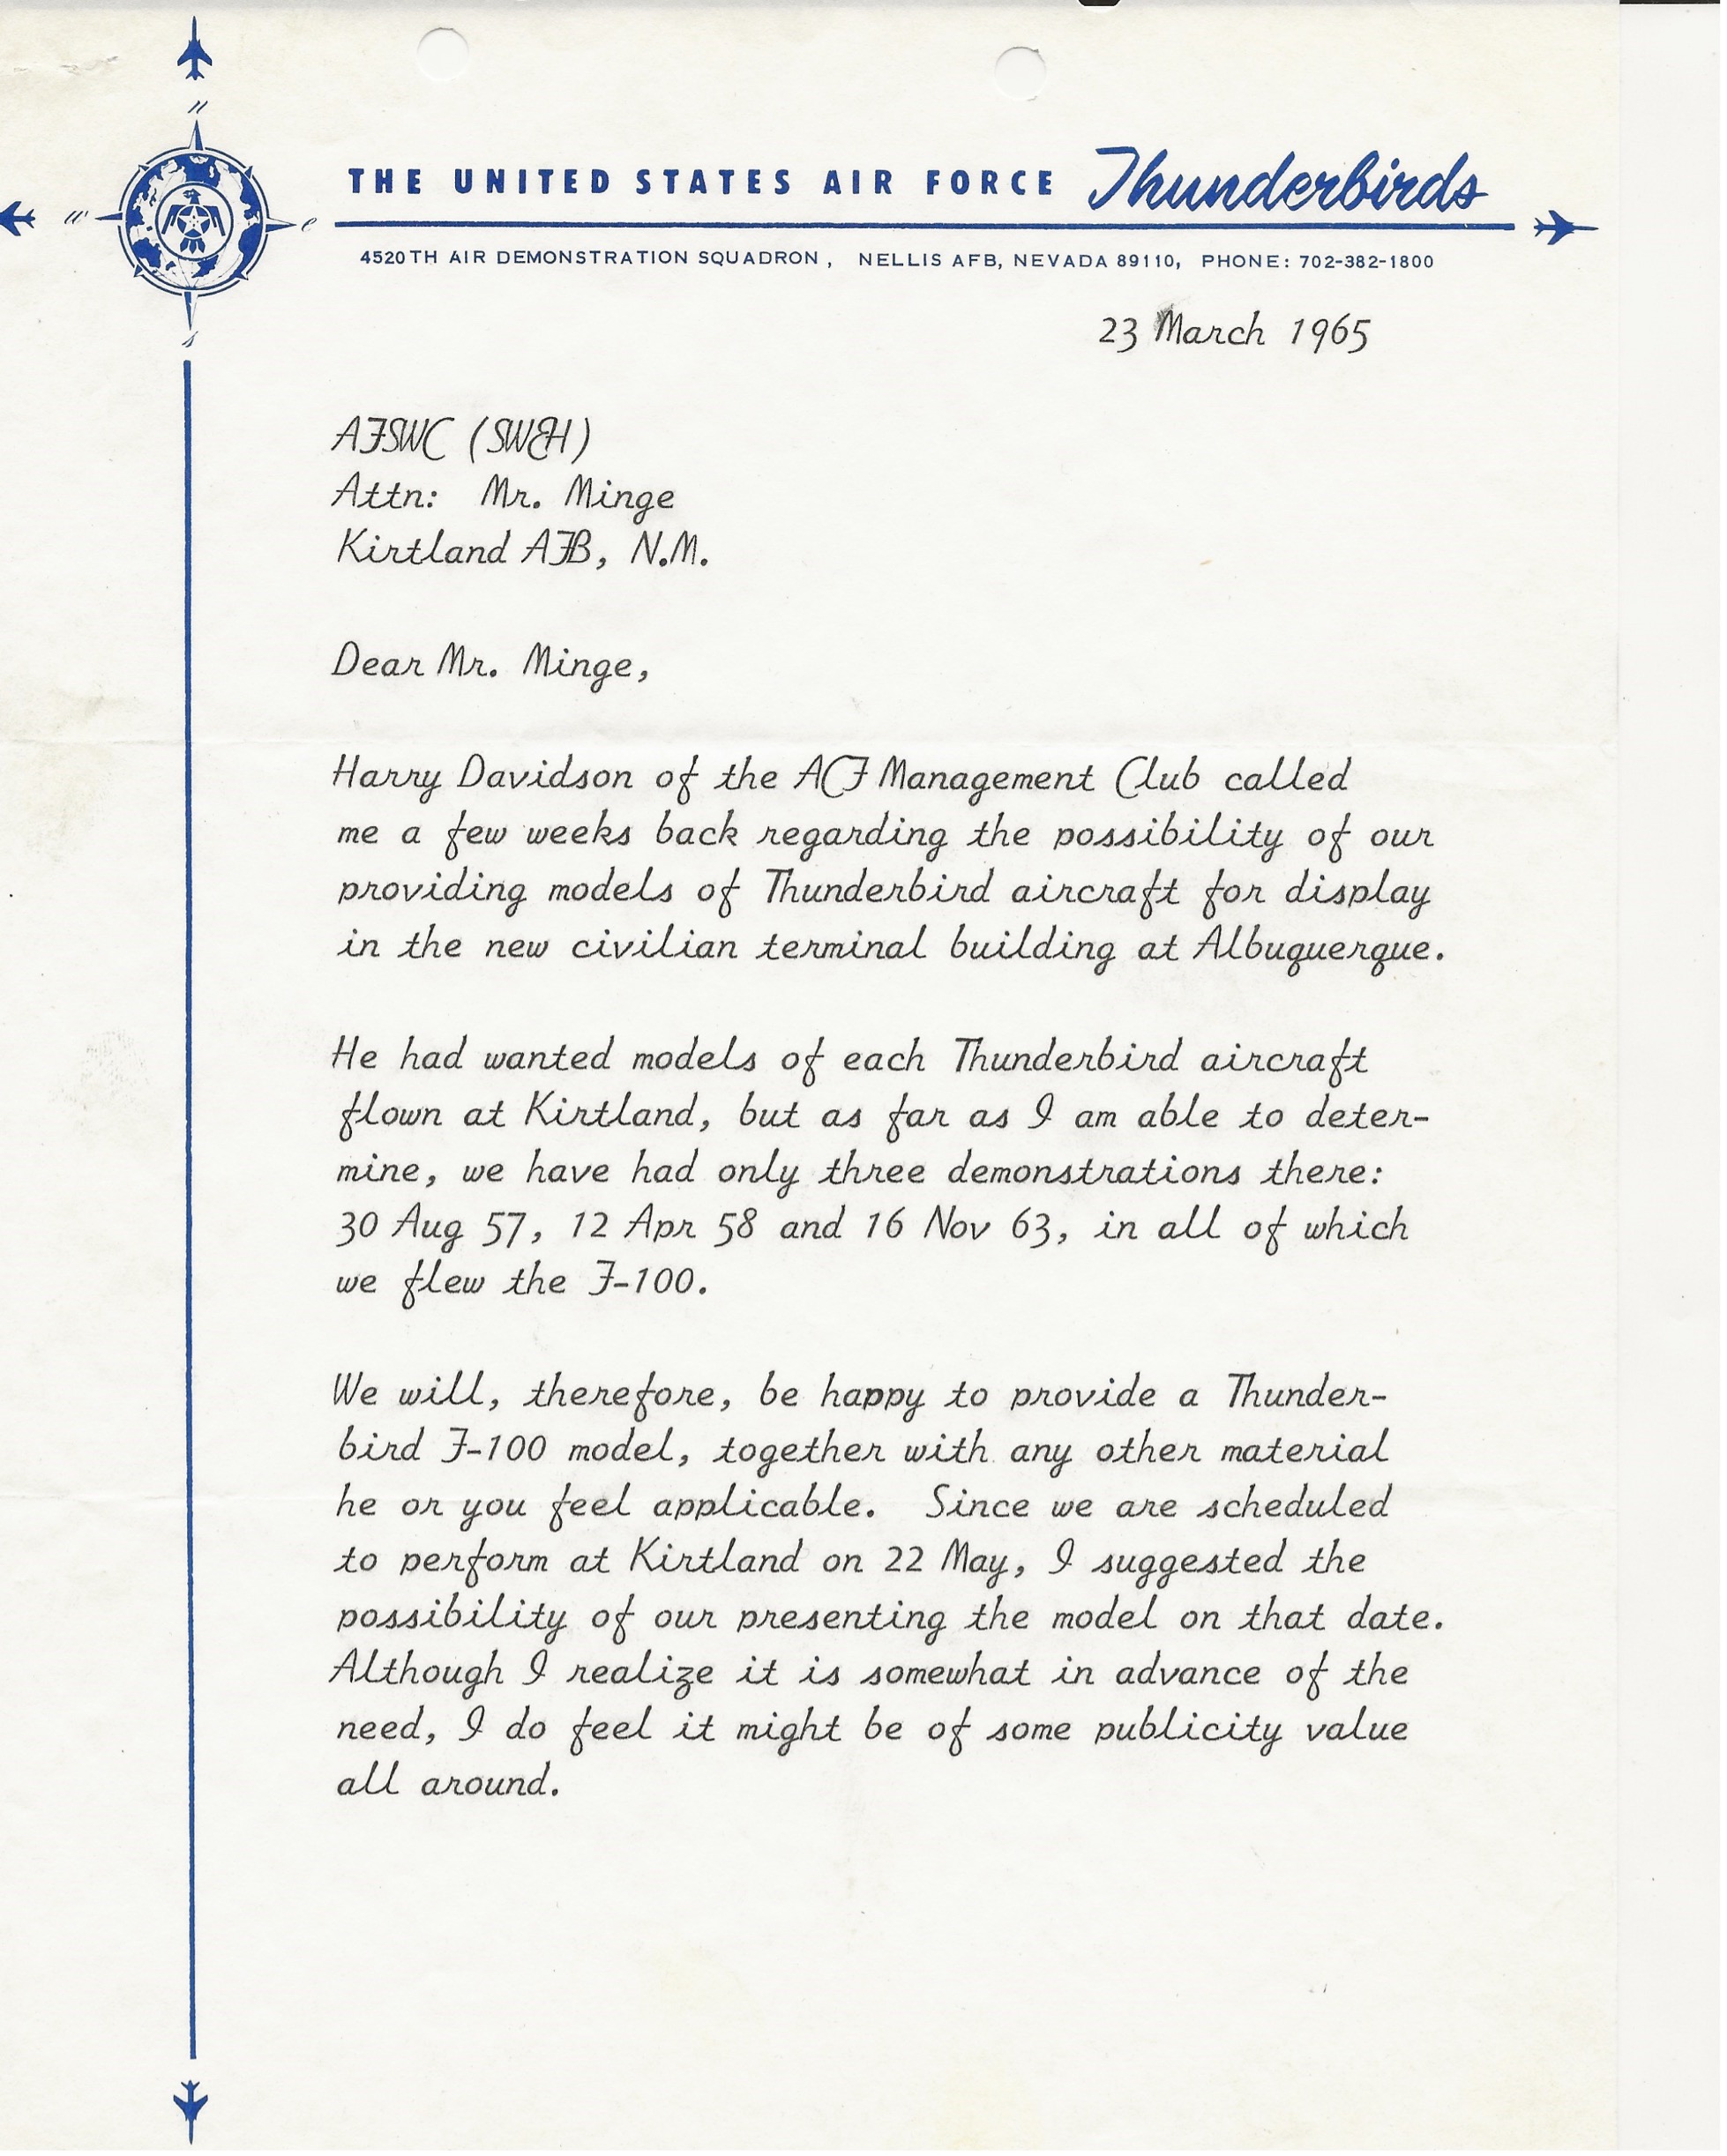 n
THE UNITED STATES AIR FORCE Thunderbirds
w e
4520TH AIR DEMONSTRATION SQUADRON, NELLIS AFB, NEVADA 89110, PHONE: 702-382-1800
s
23 March 1965
AFSWC (SWEH)
Attn: Mr. Minge
Kirtland AFB, N.M.
Dear Mr. Minge,
Harry Davidson of the ACF Management Club called
me a few weeks back regarding the possibility of our
providing models of Thunderbird aircraft for display
in the new civilian terminal building at Albuquerque.
He had wanted models of each Thunderbird aircraft
flown at Kirtland, but as far as I am able to deter-
mine, we have had only three demonstrations there:
30 Aug 57, 12 Apr 58 and 16 Nov 63, in all of which
we flew the F-100.
We will, therefore, be happy to provide a Thunder-
bird F-100 model, together with any other material
he or you feel applicable. Since we are scheduled
to perform at Kirtland on 22 May, I suggested the
possibility of our presenting the model on that date.
Although I realize it is somewhat in advance of the
need, I do feel it might be of some publicity value
all around.